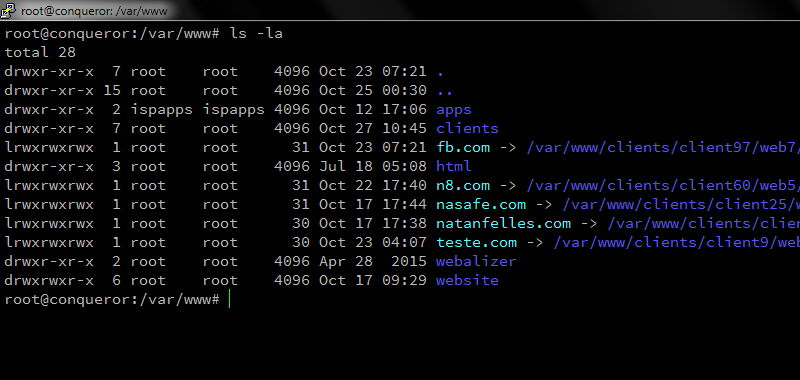 root@conqueror: /var/www
root@conqueror:/var/www# ls -la
total 28
drwxr-xr-x  7 root    root    4096 Oct 23 07:21 .
drwxr-xr-x 15 root    root    4096 Oct 25 00:30 ..
drwxr-xr-x  2 ispapps ispapps 4096 Oct 12 17:06 apps
drwxr-xr-x  7 root    root    4096 Oct 27 10:45 clients
lrwxrwxrwx  1 root    root      31 Oct 23 07:21 fb.com -> /var/www/clients/client97/web7/
drwxr-xr-x  3 root    root    4096 Jul 18 05:08 html
lrwxrwxrwx  1 root    root      31 Oct 22 17:40 n8.com -> /var/www/clients/client60/web5/
lrwxrwxrwx  1 root    root      31 Oct 17 17:44 nasafe.com -> /var/www/clients/client25/w
lrwxrwxrwx  1 root    root      30 Oct 17 17:38 natanfelles.com -> /var/www/clients/clie
lrwxrwxrwx  1 root    root      30 Oct 23 04:07 teste.com -> /var/www/clients/client9/web
drwxr-xr-x  2 root    root    4096 Apr 28  2015 webalizer
drwxrwxr-x  6 root    root    4096 Oct 17 09:29 website
root@conqueror:/var/www#